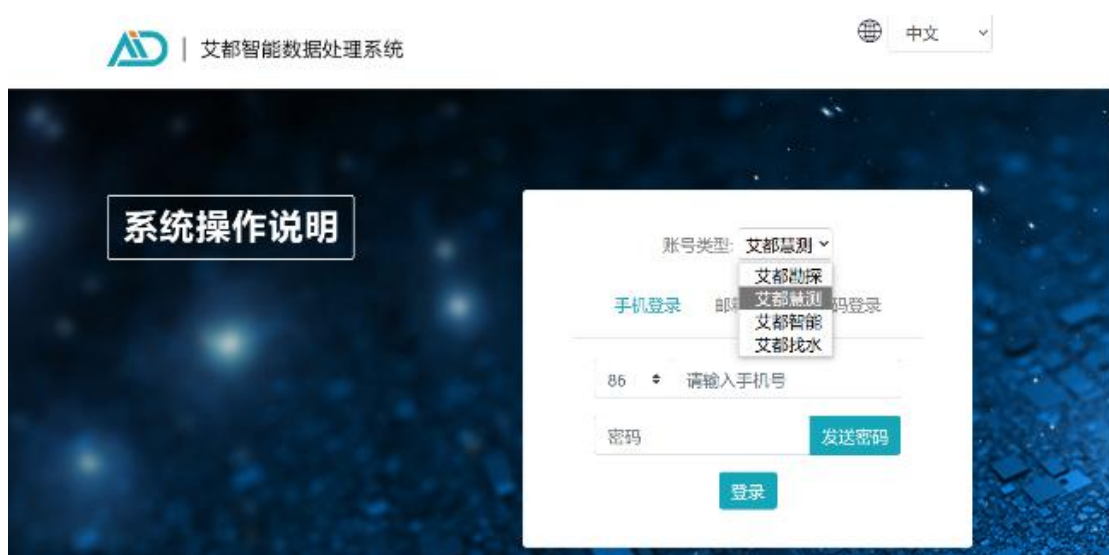 AID | 艾都智能数据处理系统
中文
系统操作说明
账号类型: 艾都慧测
艾都勘探
艾都慧测
艾都智能
艾都找水
手机登录 邮 码登录
86 请输入手机号
密码 发送密码
登录